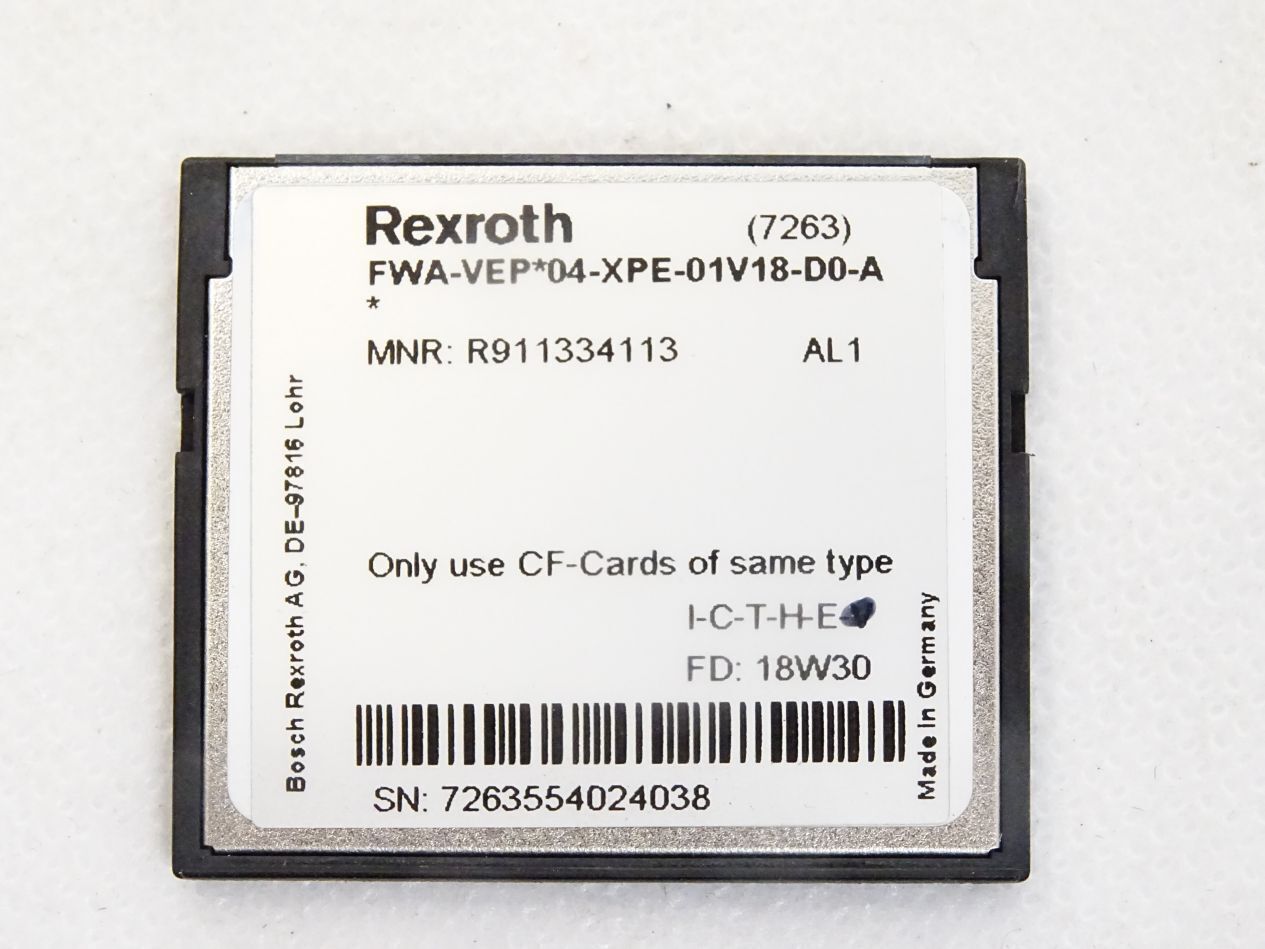 Rexroth (7263)
FWA-VEP*04-XPE-01V18-D0-A
*
MNR: R911334113 AL1
Only use CF-Cards of same type
I-C-T-H-E-
FD: 18W30
SN: 7263554024038
Bosch Rexroth AG, DE-97816 Lohr
Made in Germany